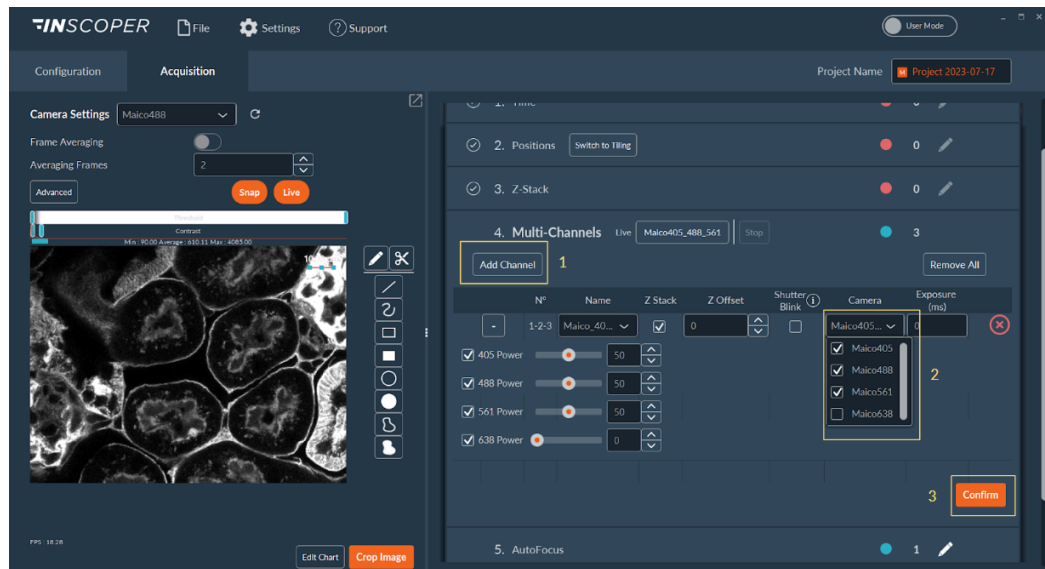 INSCOPER File Settings ? Support User Mode
Configuration Acquisition Project Name M Project 2023-07-17
Camera Settings Maico488
Frame Averaging
Averaging Frames 2
Advanced Snap Live
Threshold
Contrast
Min : 90.00 Average : 610.11 Max : 4085.00
10
FPS : 18.28
Edit Chart Crop Image
1. Time 0
2. Positions Switch to Tiling 0
3. Z-Stack 0
4. Multi-Channels Live Maico405_488_561 Stop 3
Add Channel 1 Remove All
N° Name Z Stack Z Offset Shutter Blink i Camera Exposure (ms)
- 1-2-3 Maico_40... 0 Maico405... 0
405 Power 50 Maico405
488 Power 50 Maico488 2
561 Power 50 Maico561
638 Power 0 Maico638
3 Confirm
5. AutoFocus 1